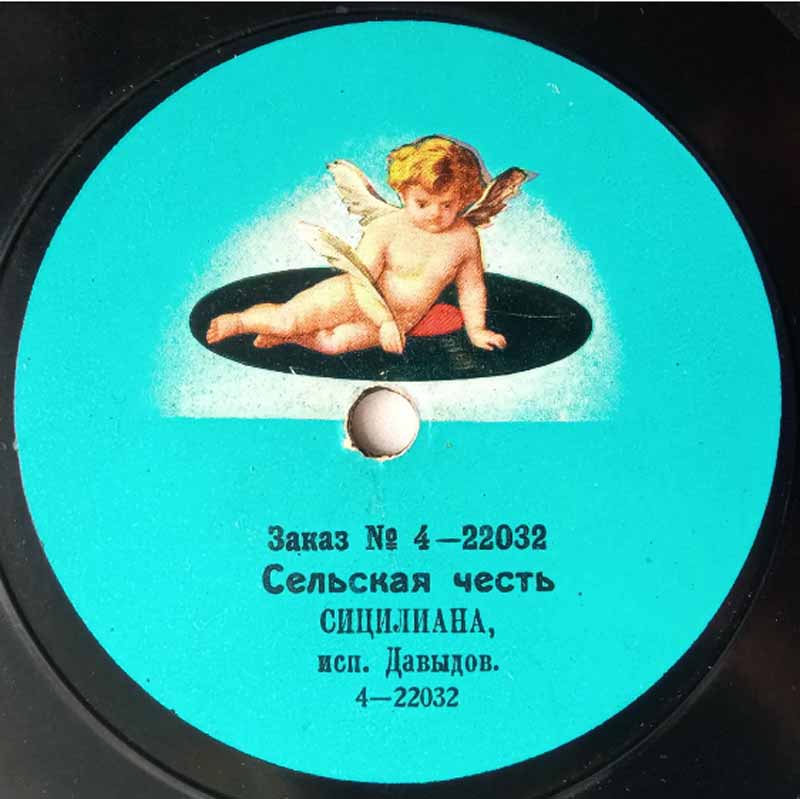 Заказ № 4—22032
Сельская честь
СИЦИЛИАНА,
исп. Давыдов.
4—22032